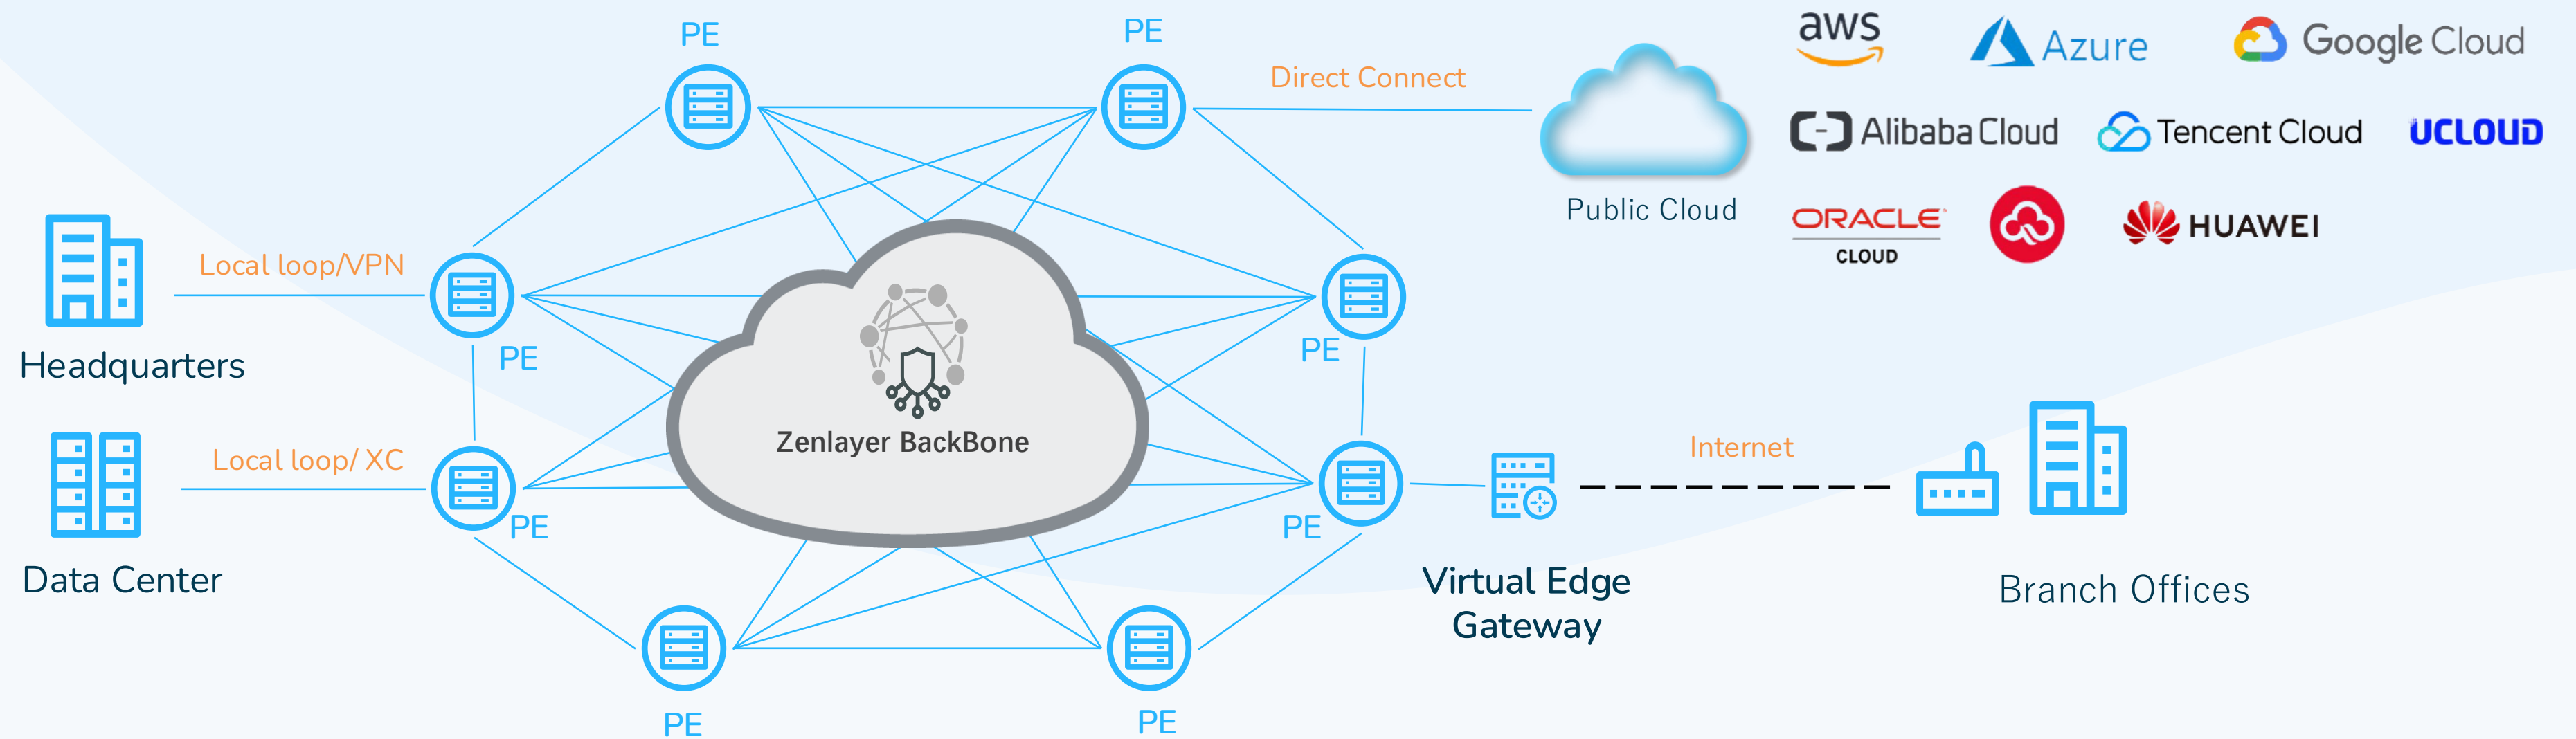 PE
PE
aws
Azure
Google Cloud
Direct Connect
Alibaba Cloud
Tencent Cloud
UCLOUD
Public Cloud
ORACLE
CLOUD
HUAWEI
Local loop/VPN
PE
PE
Headquarters
Zenlayer BackBone
Internet
Local loop/ XC
PE
PE
Data Center
Virtual Edge
Gateway
Branch Offices
PE
PE